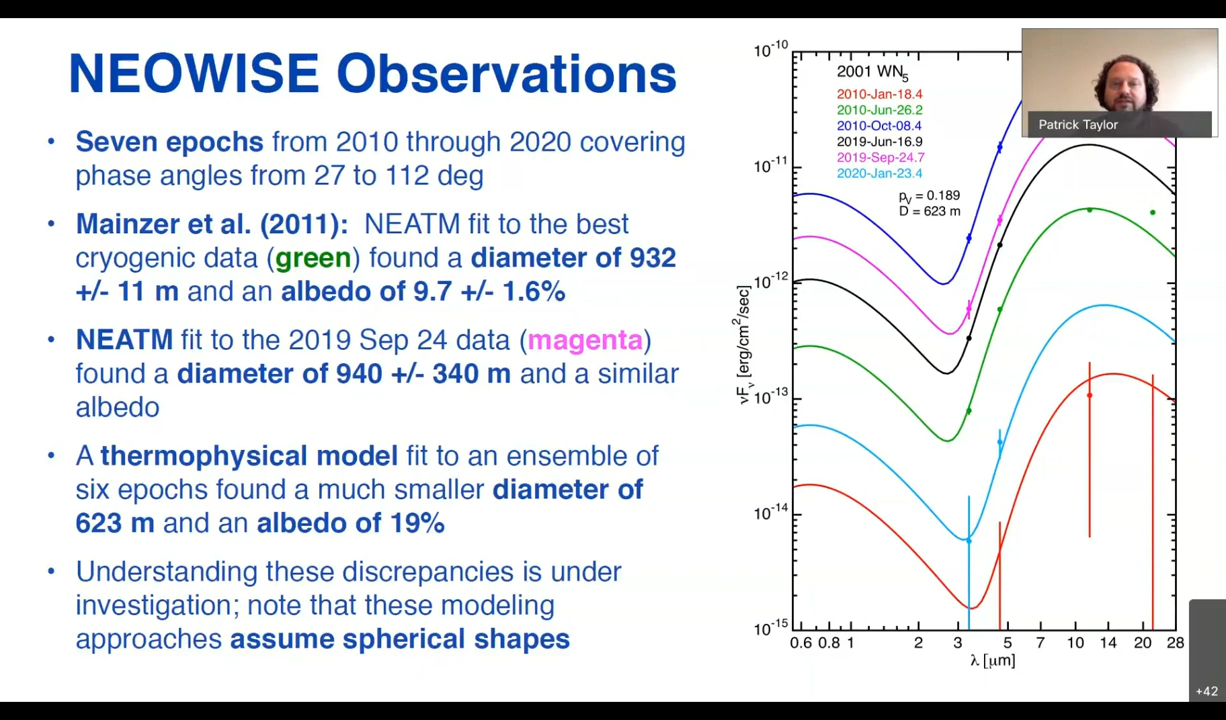 NEOWISE Observations
• Seven epochs from 2010 through 2020 covering
phase angles from 27 to 112 deg
• Mainzer et al. (2011): NEATM fit to the best
cryogenic data (green) found a diameter of 932
+/- 11 m and an albedo of 9.7 +/- 1.6%
• NEATM fit to the 2019 Sep 24 data (magenta)
found a diameter of 940 +/- 340 m and a similar
albedo
• A thermophysical model fit to an ensemble of
six epochs found a much smaller diameter of
623 m and an albedo of 19%
• Understanding these discrepancies is under
investigation; note that these modeling
approaches assume spherical shapes
2001 WN5
2010-Jan-18.4
2010-Jun-26.2
2010-Oct-08.4
2019-Jun-16.9
2019-Sep-24.7
2020-Jan-23.4
pV = 0.189
D = 623 m
10-10
10-11
10-12
10-13
10-14
10-15
νFν [erg/cm2/sec]
0.6 0.8 1 2 3 5 7 10 14 20 28
λ [μm]
Patrick Taylor
+42